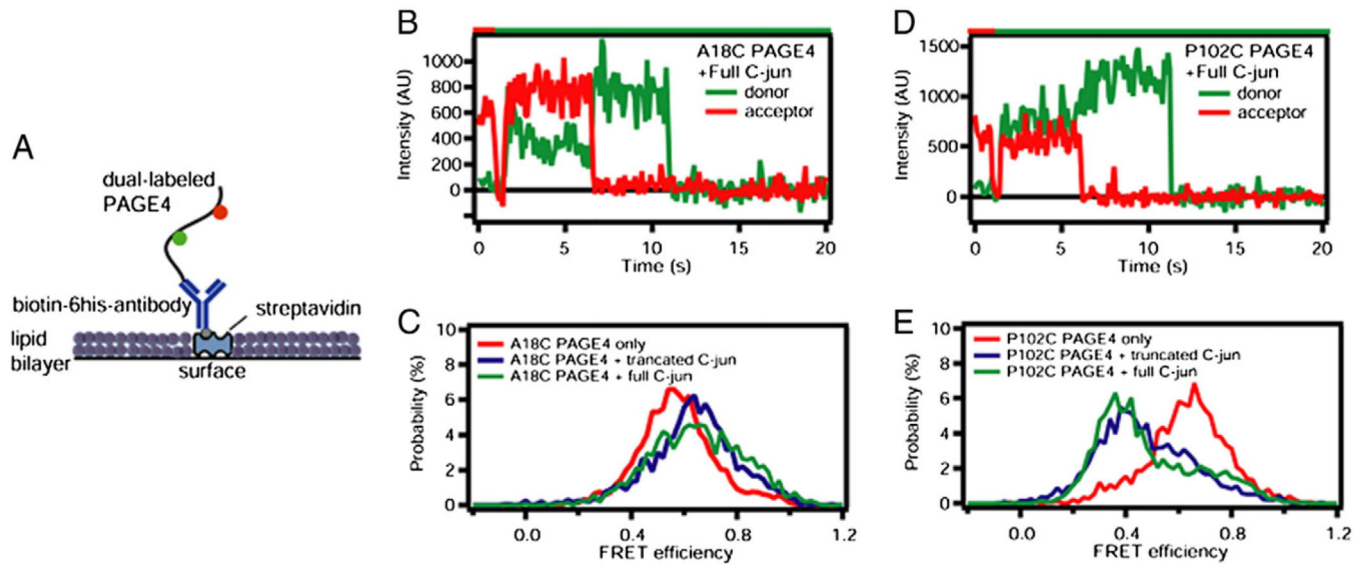 A
dual-labeled
PAGE4
biotin-6his-antibody
streptavidin
lipid
bilayer
surface
B
A18C PAGE4
+Full C-jun
donor
acceptor
Intensity (AU)
1000
800
600
400
200
0
0 5 10 15 20
Time (s)
C
A18C PAGE4 only
A18C PAGE4 + trancated C-jun
A18C PAGE4 + full C-jun
Probability (%)
10
8
6
4
2
0
0.0 0.4 0.8 1.2
FRET efficiency
D
P102C PAGE4
+Full C-jun
donor
acceptor
Intensity (AU)
1500
1000
500
0
0 5 10 15 20
Time (s)
E
P102C PAGE4 only
P102C PAGE4 + truncated C-jun
P102C PAGE4 + full C-jun
Probability (%)
10
8
6
4
2
0
0.0 0.4 0.8 1.2
FRET efficiency